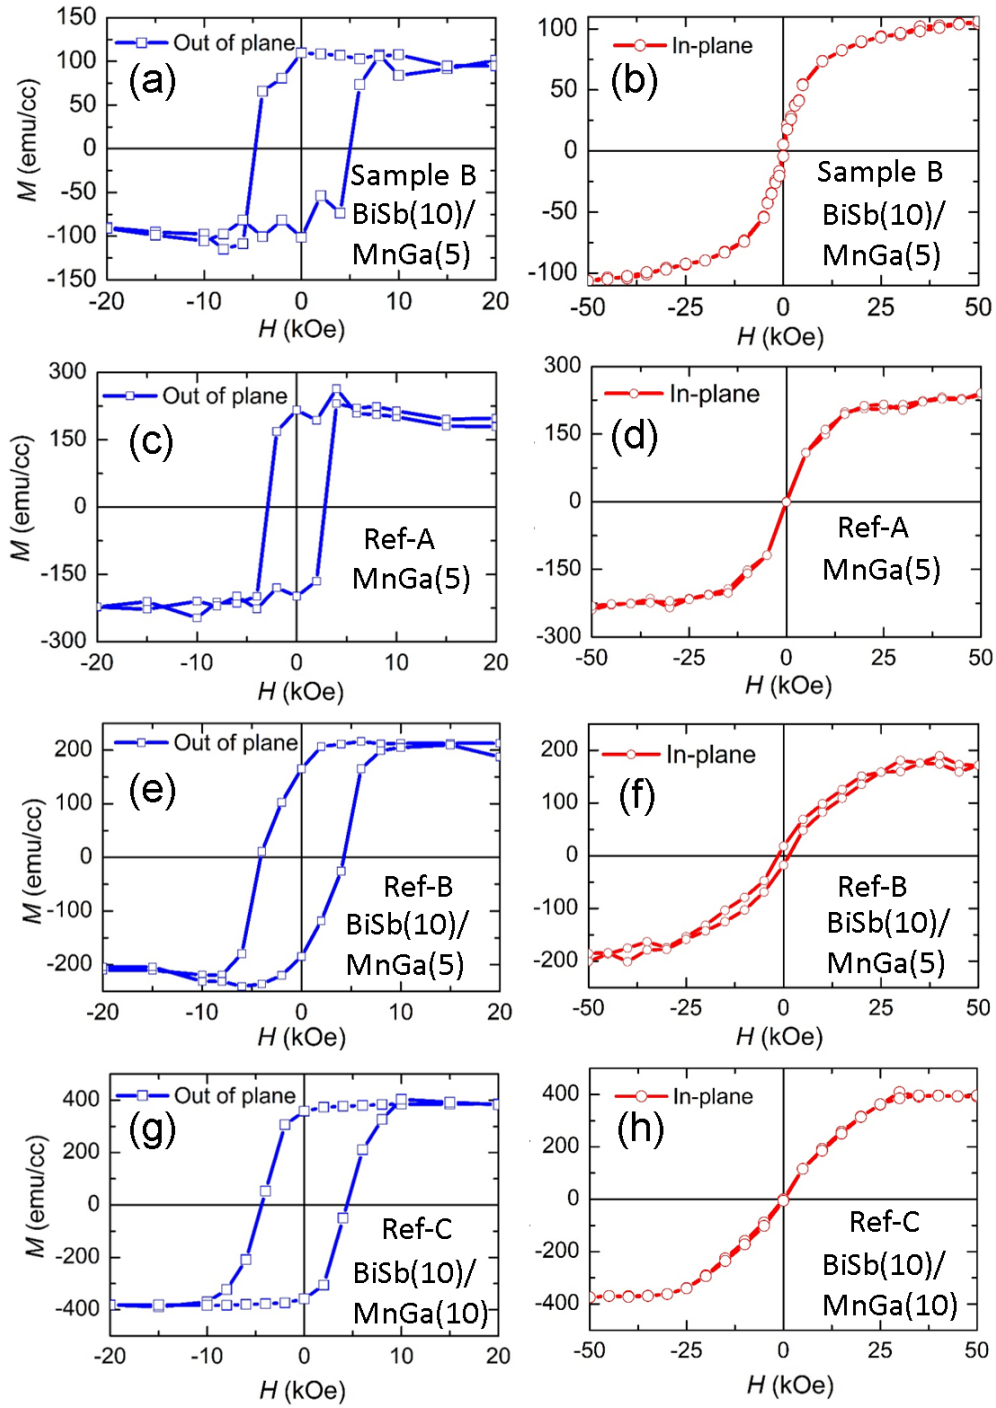 150
100
50
0
-50
-100
-150
M (emu/cc)
Out of plane
(a)
Sample B
BiSb(10)/
MnGa(5)
-20
-10
0
10
20
H (kOe)
100
50
0
-50
-100
In-plane
(b)
Sample B
BiSb(10)/
MnGa(5)
-50
-25
0
25
50
H (kOe)
300
150
0
-150
-300
M (emu/cc)
Out of plane
(c)
Ref-A
MnGa(5)
-20
-10
0
10
20
H (kOe)
300
150
0
-150
-300
In-plane
(d)
Ref-A
MnGa(5)
-50
-25
0
25
50
H (kOe)
200
100
0
-100
-200
M (emu/cc)
Out of plane
(e)
Ref-B
BiSb(10)/
MnGa(5)
-20
-10
0
10
20
H (kOe)
200
100
0
-100
-200
In-plane
(f)
Ref-B
BiSb(10)/
MnGa(5)
-50
-25
0
25
50
H (kOe)
400
200
0
-200
-400
M (emu/cc)
Out of plane
(g)
Ref-C
BiSb(10)/
MnGa(10)
-20
-10
0
10
20
H (kOe)
400
200
0
-200
-400
In-plane
(h)
Ref-C
BiSb(10)/
MnGa(10)
-50
-25
0
25
50
H (kOe)